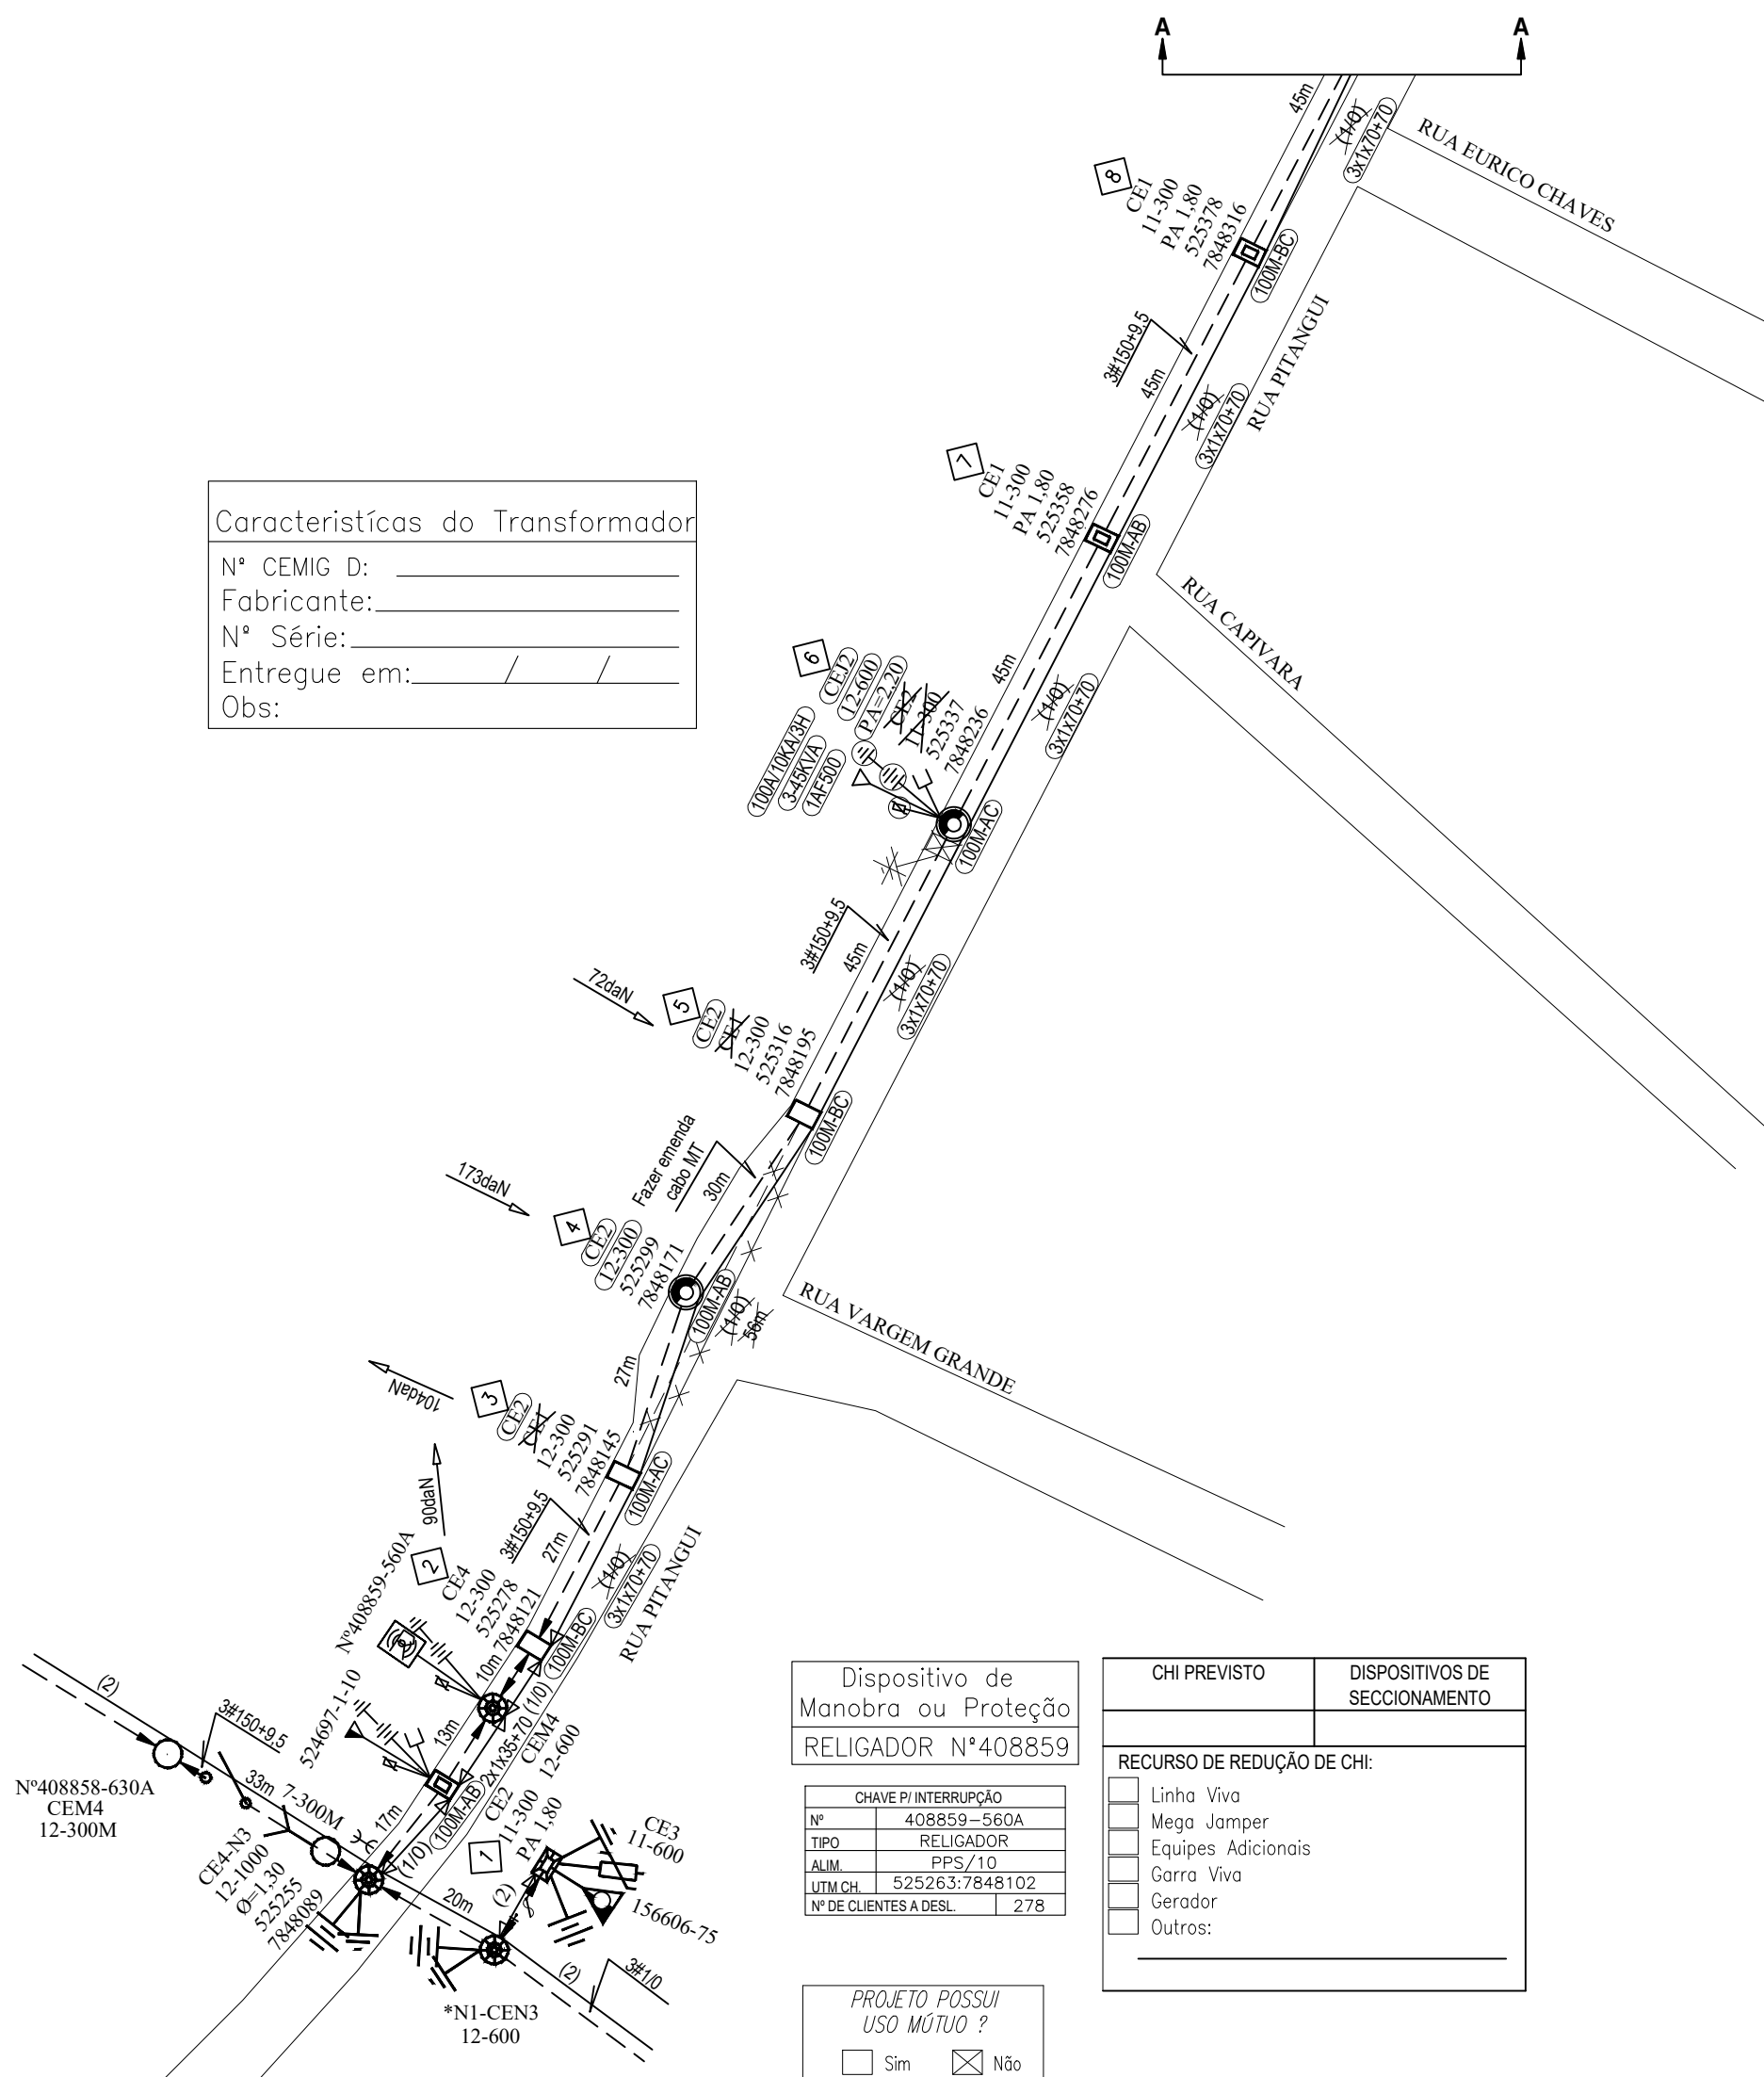 A
A
45m
(1/0)
3x1x70+70
RUA EURICO CHAVES
8
CE1
11-300
PA 1,80
525378
7848316
100M-BC
3#150+9,5
45m
(1/0)
3x1x70+70
RUA PITANGUI
7
CE1
11-300
PA 1,80
525358
7848276
100M-AB
RUA CAPIVARA
Caracteristícas do Transformador
Nº CEMIG D:
Fabricante:
Nº Série:
Entregue em: / /
Obs:
45m
(1/0)
3x1x70+70
6
CEJ2
12-600
PA=2,20
CE2
11-300
525337
7848236
100A/10KA/3H
3-45KVA
1AF500
100M-AC
3#150+9,5
45m
(1/0)
3x1x70+70
72daN
5
CE2
CE1
12-300
525316
7848195
100M-BC
Fazer emenda
cabo MT
30m
173daN
4
CE2
12-300
525299
7848171
100M-AB
(1/0)
56m
RUA VARGEM GRANDE
27m
104daN
3
CE2
CE1
12-300
525291
7848145
100M-AC
90daN
3#150+9,5
27m
(1/0)
3x1x70+70
RUA PITANGUI
Nº408859-560A
2
CE4
12-300
525278
7848121
100M-BC
10m
(1/0)
2x1x35+70
CEM4
12-600
524697-1-10
13m
100M-AB
CE2
11-300
PA 1,80
1
(2)
3#150+9,5
33m
7-300M
17m
(1/0)
Nº408858-630A
CEM4
12-300M
CE4-N3
12-1000
Ø=1,30
525255
7848089
20m
(2)
CE3
11-600
156606-75
*N1-CEN3
12-600
(2)
3#1/0
Dispositivo de
Manobra ou Proteção
RELIGADOR Nº408859
CHAVE P/ INTERRUPÇÃO
Nº 408859-560A
TIPO RELIGADOR
ALIM. PPS/10
UTM CH. 525263:7848102
Nº DE CLIENTES A DESL. 278
CHI PREVISTO
DISPOSITIVOS DE
SECCIONAMENTO
RECURSO DE REDUÇÃO DE CHI:
Linha Viva
Mega Jamper
Equipes Adicionais
Garra Viva
Gerador
Outros:
PROJETO POSSUI
USO MÚTUO ?
Sim Não